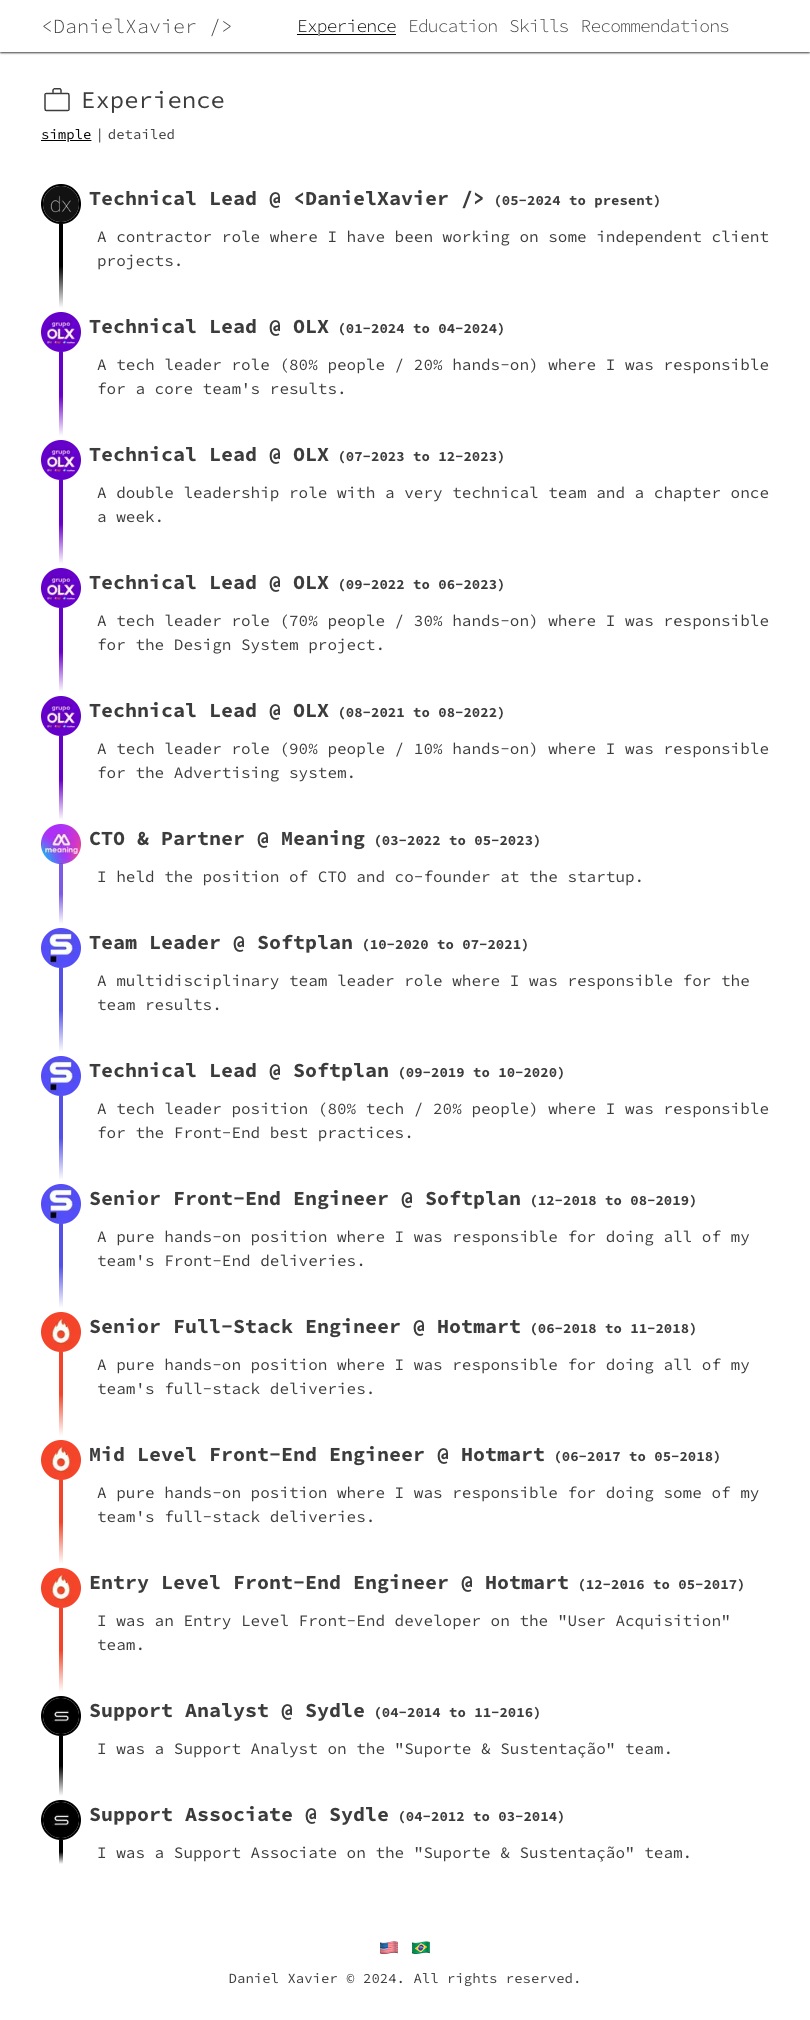 <DanielXavier />
Experience Education Skills Recommendations
Experience
simple | detailed
dx
Technical Lead @ <DanielXavier /> (05-2024 to present)
A contractor role where I have been working on some independent client
projects.
grupo
OLX
Technical Lead @ OLX (01-2024 to 04-2024)
A tech leader role (80% people / 20% hands-on) where I was responsible
for a core team's results.
grupo
OLX
Technical Lead @ OLX (07-2023 to 12-2023)
A double leadership role with a very technical team and a chapter once
a week.
grupo
OLX
Technical Lead @ OLX (09-2022 to 06-2023)
A tech leader role (70% people / 30% hands-on) where I was responsible
for the Design System project.
grupo
OLX
Technical Lead @ OLX (08-2021 to 08-2022)
A tech leader role (90% people / 10% hands-on) where I was responsible
for the Advertising system.
meaning
CTO & Partner @ Meaning (03-2022 to 05-2023)
I held the position of CTO and co-founder at the startup.
Team Leader @ Softplan (10-2020 to 07-2021)
A multidisciplinary team leader role where I was responsible for the
team results.
Technical Lead @ Softplan (09-2019 to 10-2020)
A tech leader position (80% tech / 20% people) where I was responsible
for the Front-End best practices.
Senior Front-End Engineer @ Softplan (12-2018 to 08-2019)
A pure hands-on position where I was responsible for doing all of my
team's Front-End deliveries.
Senior Full-Stack Engineer @ Hotmart (06-2018 to 11-2018)
A pure hands-on position where I was responsible for doing all of my
team's full-stack deliveries.
Mid Level Front-End Engineer @ Hotmart (06-2017 to 05-2018)
A pure hands-on position where I was responsible for doing some of my
team's full-stack deliveries.
Entry Level Front-End Engineer @ Hotmart (12-2016 to 05-2017)
I was an Entry Level Front-End developer on the "User Acquisition"
team.
Support Analyst @ Sydle (04-2014 to 11-2016)
I was a Support Analyst on the "Suporte & Sustentação" team.
Support Associate @ Sydle (04-2012 to 03-2014)
I was a Support Associate on the "Suporte & Sustentação" team.
Daniel Xavier © 2024. All rights reserved.